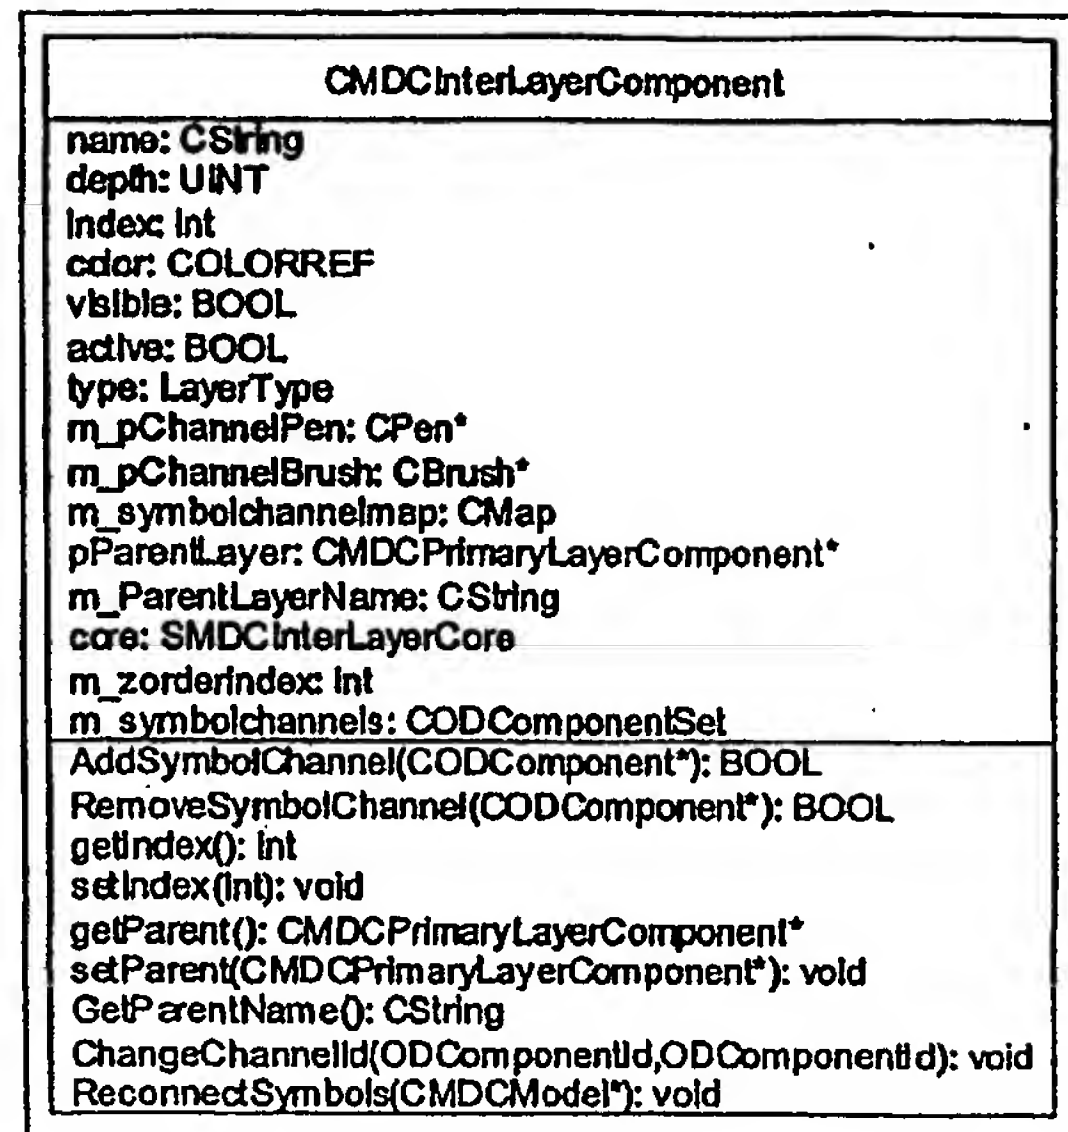 CMDCInterLayerComponent
name: CString
depth: UINT
index: int
color: COLORREF
visible: BOOL
active: BOOL
type: LayerType
m_pChannelPen: CPen*
m_pChannelBrush: CBrush*
m_symbolchannelmap: CMap
pParentLayer: CMDCPrimaryLayerComponent*
m_ParentLayerName: CString
core: SMDCInterLayerCore
m_zorderindex: int
m_symbolchannels: CODComponentSet
AddSymbolChannel(CODComponent*): BOOL
RemoveSymbolChannel(CODComponent*): BOOL
getIndex(): int
setIndex(int): void
getParent(): CMDCPrimaryLayerComponent*
setParent(CMDCPrimaryLayerComponent*): void
GetParentName(): CString
ChangeChannelId(ODComponentId,ODComponentId): void
ReconnectSymbols(CMDCModel*): void